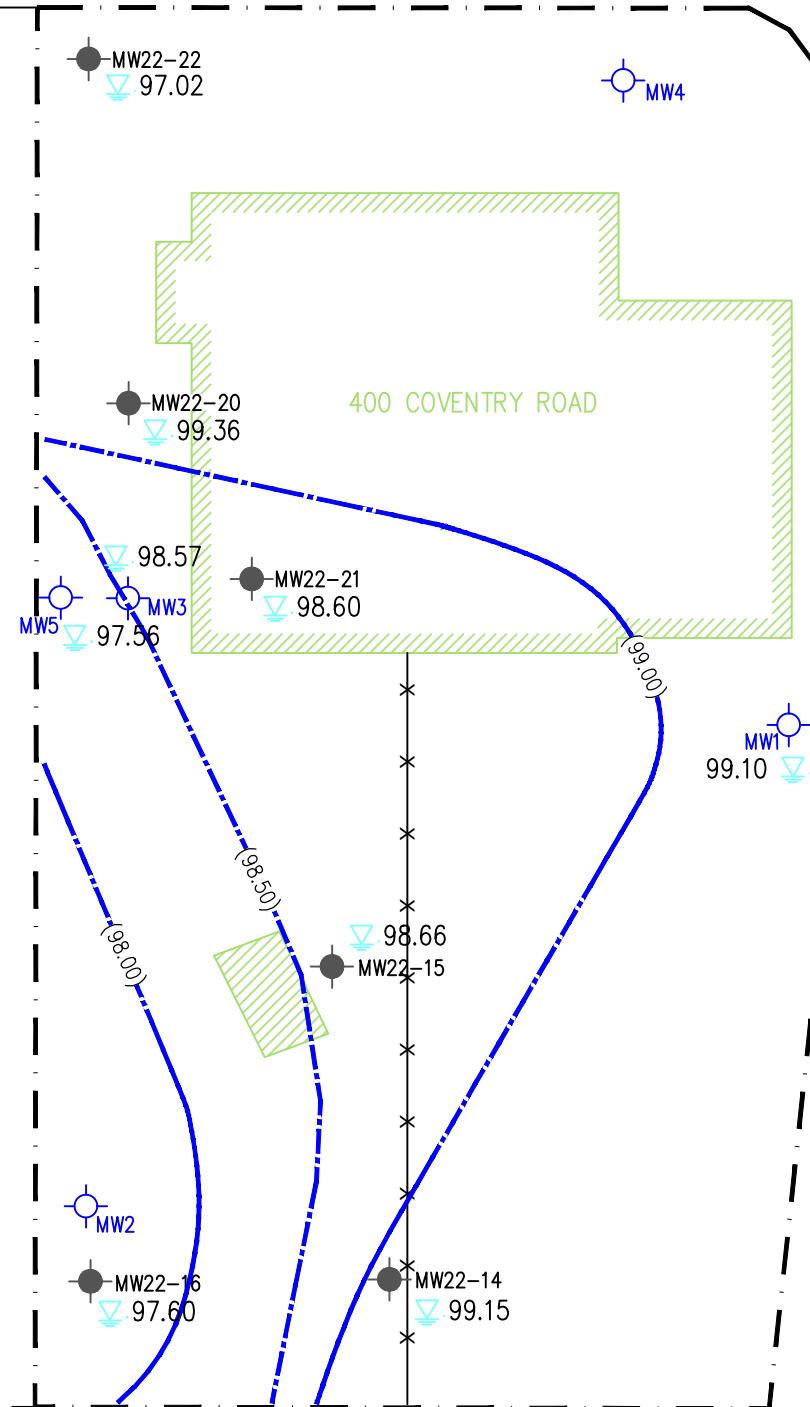 MW22-22
97.02
MW4
400 COVENTRY ROAD
MW22-20
99.36
98.57
MW22-21
98.60
MW3
MW5
97.56
(99.00)
MW1
99.10
(98.50)
98.66
MW22-15
(98.00)
MW2
MW22-16
97.60
MW22-14
99.15